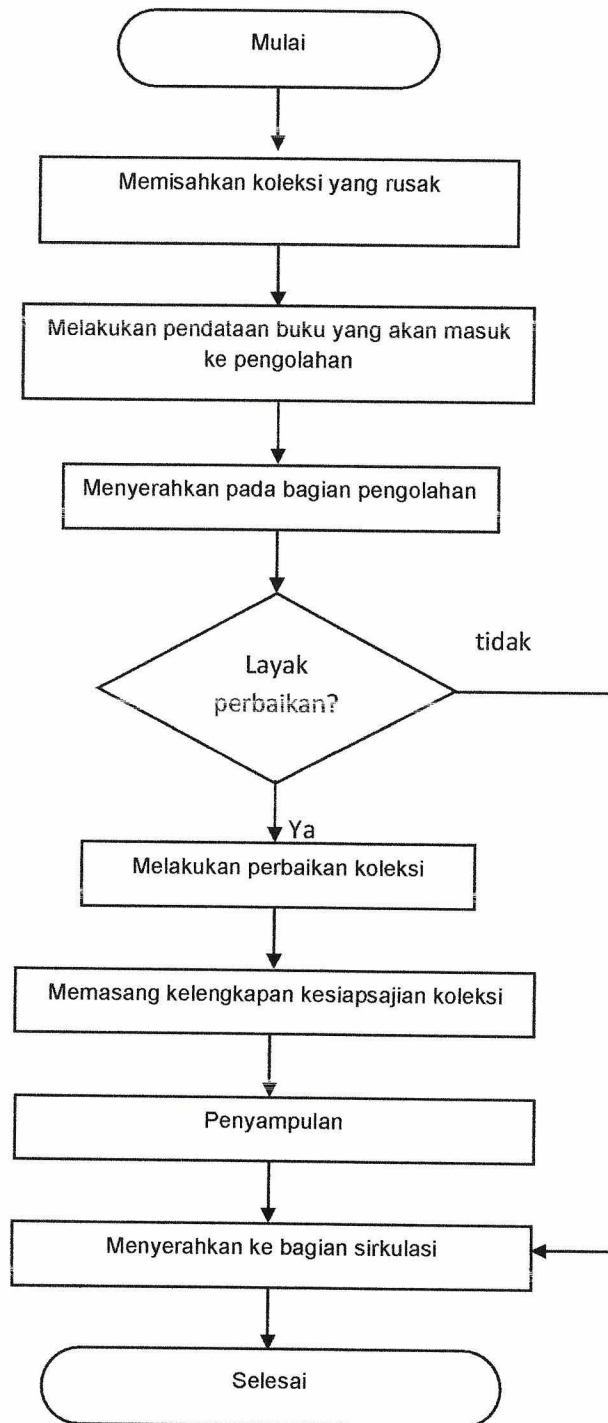 Mulai
Memisahkan koleksi yang rusak
Melakukan pendataan buku yang akan masuk
ke pengolahan
Menyerahkan pada bagian pengolahan
Layak
perbaikan?
tidak
Ya
Melakukan perbaikan koleksi
Memasang kelengkapan kesiapsajian koleksi
Penyampulan
Menyerahkan ke bagian sirkulasi
Selesai